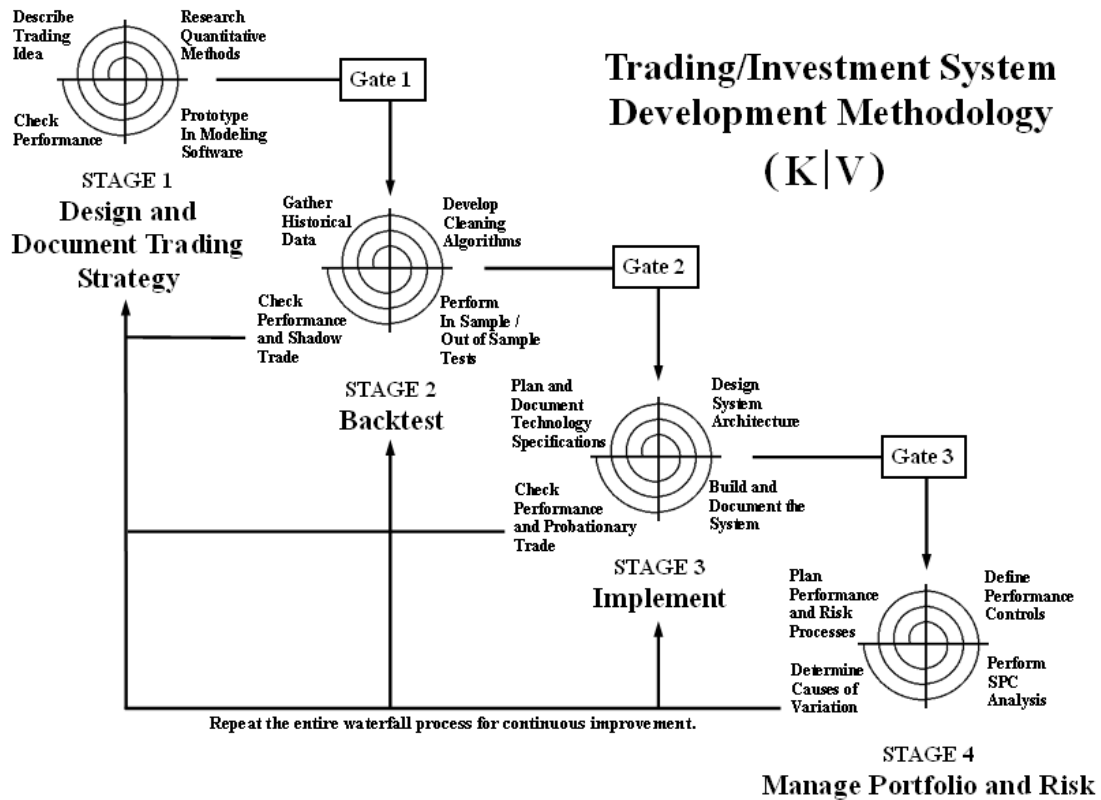 Describe
Trading
Idea
Research
Quantitative
Methods
Check
Performance
Prototype
In Modeling
Software
Gate 1
Trading/Investment System
Development Methodology
(K|V)
STAGE 1
Design and
Document Trading
Strategy
Gather
Historical
Data
Develop
Cleaning
Algorithms
Check
Performance
and Shadow
Trade
Perform
In Sample /
Out of Sample
Tests
Gate 2
STAGE 2
Backtest
Plan and
Document
Technology
Specifications
Design
System
Architecture
Check
Performance
and Probationary
Trade
Build and
Document the
System
Gate 3
STAGE 3
Implement
Plan
Performance
and Risk
Processes
Define
Performance
Controls
Determine
Causes of
Variation
Perform
SPC
Analysis
Repeat the entire waterfall process for continuous improvement.
STAGE 4
Manage Portfolio and Risk